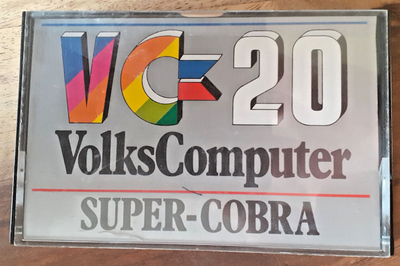 VC-20
VolksComputer
SUPER-COBRA